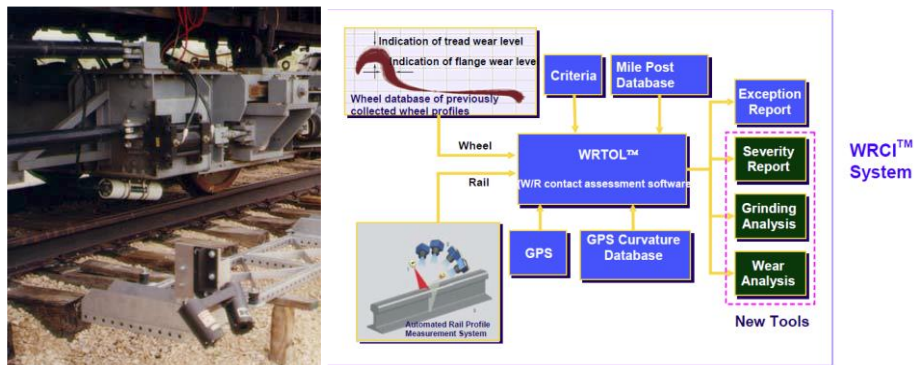 Indication of tread wear level
Indication of flange wear leve
Wheel database of previously
collected wheel profiles
Criteria
Mile Post
Database
Exception
Report
Wheel
Rail
WRTOL™
[W/R contact assessment software
Severity
Report
WRCI™
System
Grinding
Analysis
GPS
GPS Curvature
Database
Wear
Analysis
New Tools
Automated Rail Profile
Measurement System